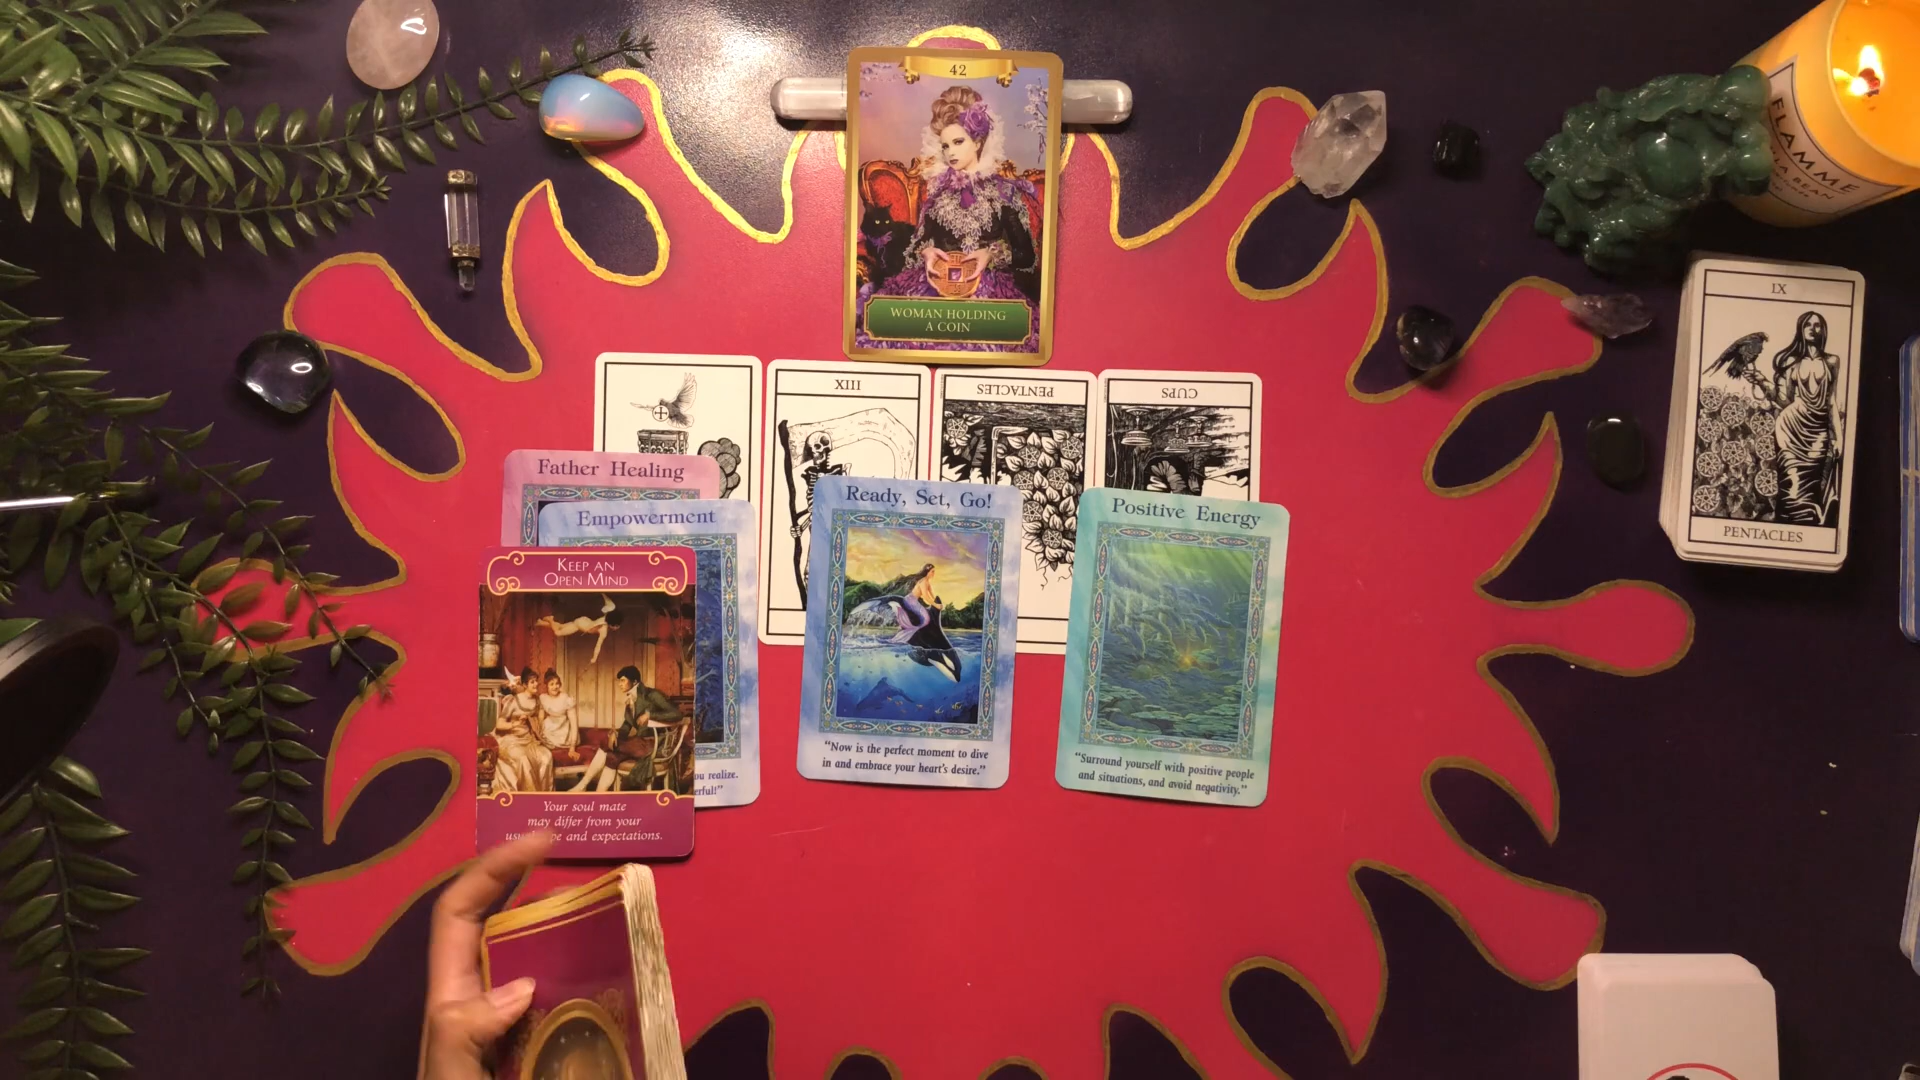 42
WOMAN HOLDING
A COIN
XIII
PENTACLES
CUPS
FLAMME
BEAN
IX
PENTACLES
Father Healing
Empowerment
ou realize.
erful!”
KEEP AN
OPEN MIND
Your soul mate
may differ from your
and expectations.
Ready, Set, Go!
“Now is the perfect moment to dive
in and embrace your heart's desire.”
Positive Energy
“Surround yourself with positive people
and situations, and avoid negativity.”